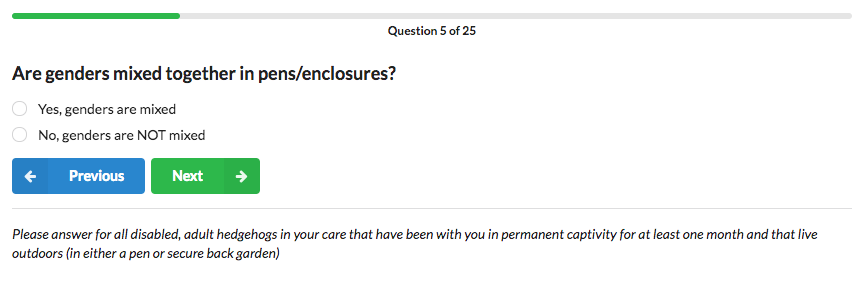 Question 5 of 25
Are genders mixed together in pens/enclosures?
Yes, genders are mixed
No, genders are NOT mixed
Previous Next
Please answer for all disabled, adult hedgehogs in your care that have been with you in permanent captivity for at least one month and that live
outdoors (in either a pen or secure back garden)